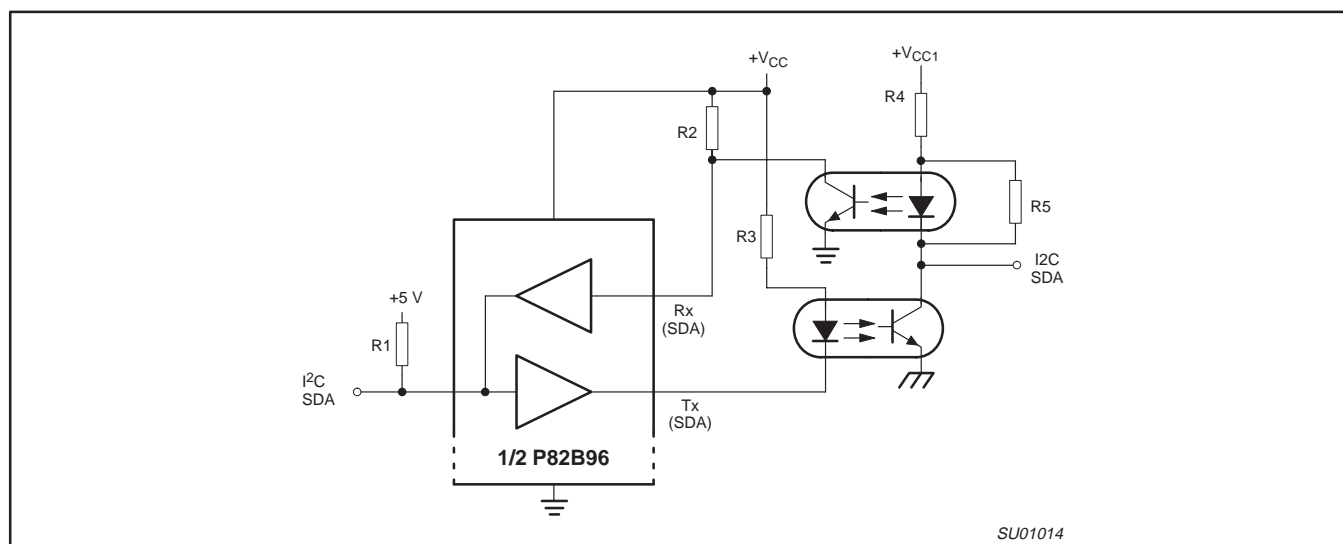 +VCC
+VCC1
R4
R2
R5
R3
I2C
SDA
+5 V
Rx
(SDA)
R1
I2C
SDA
Tx
(SDA)
1/2 P82B96
SU01014